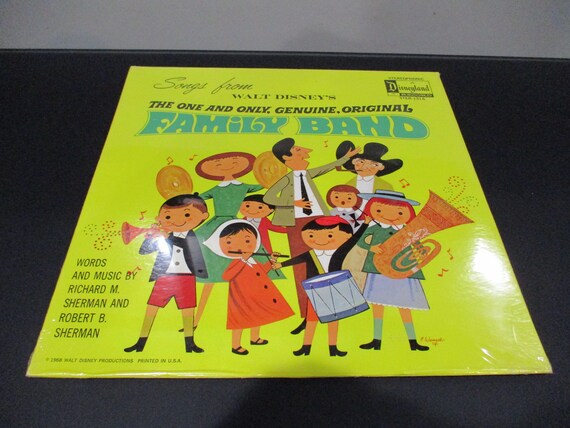 Songs from
WALT DISNEY'S
THE ONE AND ONLY, GENUINE, ORIGINAL
FAMILY BAND
Disneyland
WORDS
AND MUSIC BY
RICHARD M.
SHERMAN AND
ROBERT B.
SHERMAN
© 1968 WALT DISNEY PRODUCTIONS PRINTED IN U.S.A.